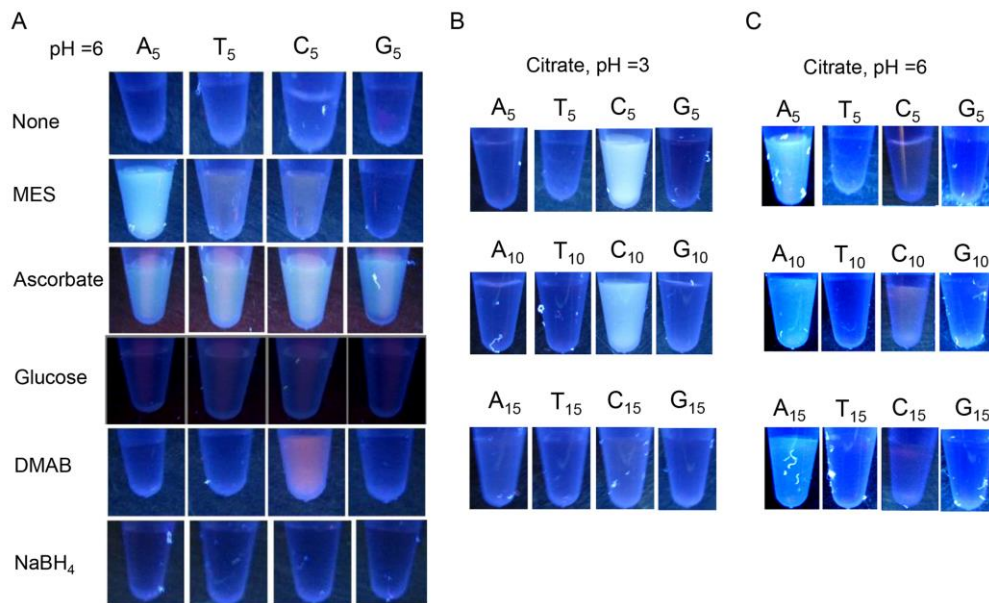 A
pH =6 A5 T5 C5 G5
None
MES
Ascorbate
Glucose
DMAB
NaBH4
B
Citrate, pH =3
A5 T5 C5 G5
A10 T10 C10 G10
A15 T15 C15 G15
C
Citrate, pH =6
A5 T5 C5 G5
A10 T10 C10 G10
A15 T15 C15 G15